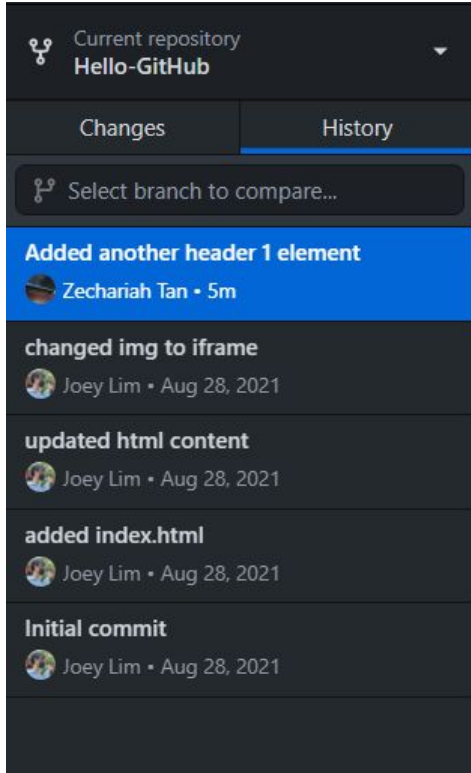 Current repository
Hello-GitHub
Changes History
Select branch to compare...
Added another header 1 element
Zechariah Tan • 5m
changed img to iframe
Joey Lim • Aug 28, 2021
updated html content
Joey Lim • Aug 28, 2021
added index.html
Joey Lim • Aug 28, 2021
Initial commit
Joey Lim • Aug 28, 2021